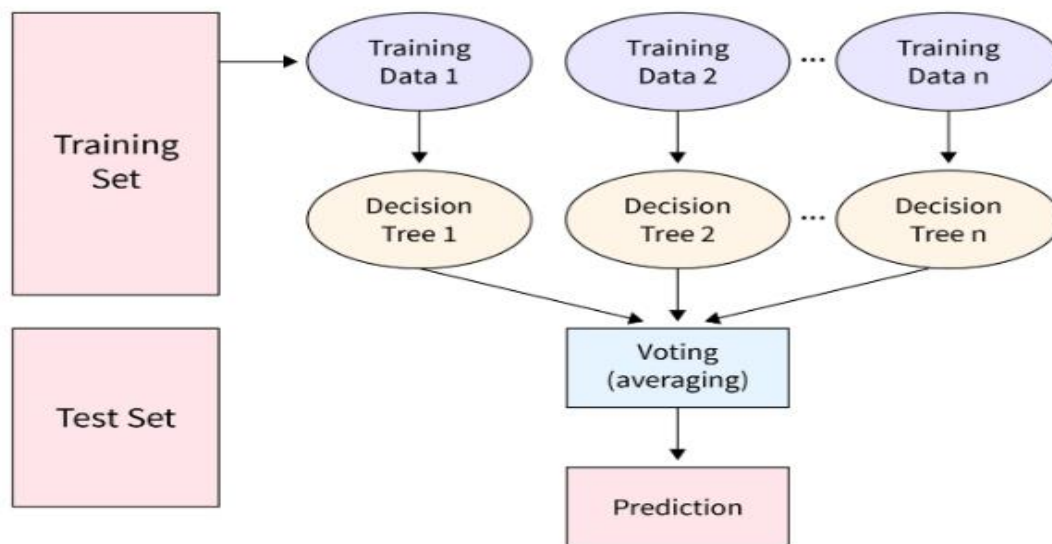 Training
Set
Training
Data 1
Training
Data 2
...
Training
Data n
Decision
Tree 1
Decision
Tree 2
...
Decision
Tree n
Test Set
Voting
(averaging)
Prediction